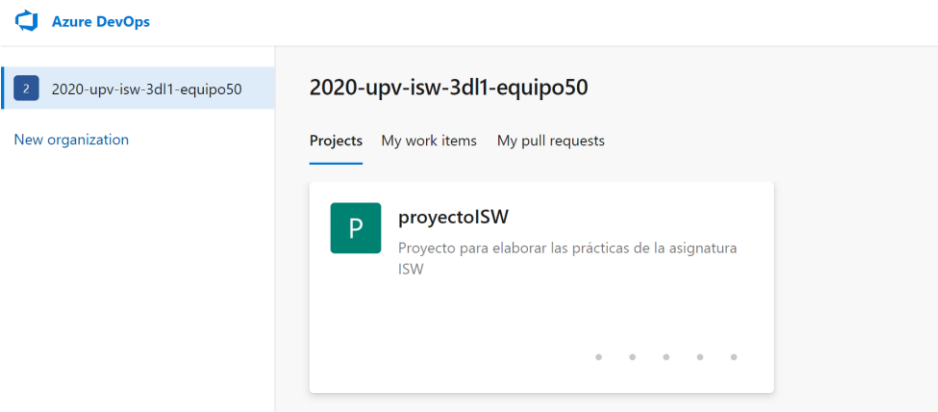 Azure DevOps
2 2020-upv-isw-3dl1-equipo50
New organization
2020-upv-isw-3dl1-equipo50
Projects My work items My pull requests
P proyectoISW
Proyecto para elaborar las prácticas de la asignatura
ISW